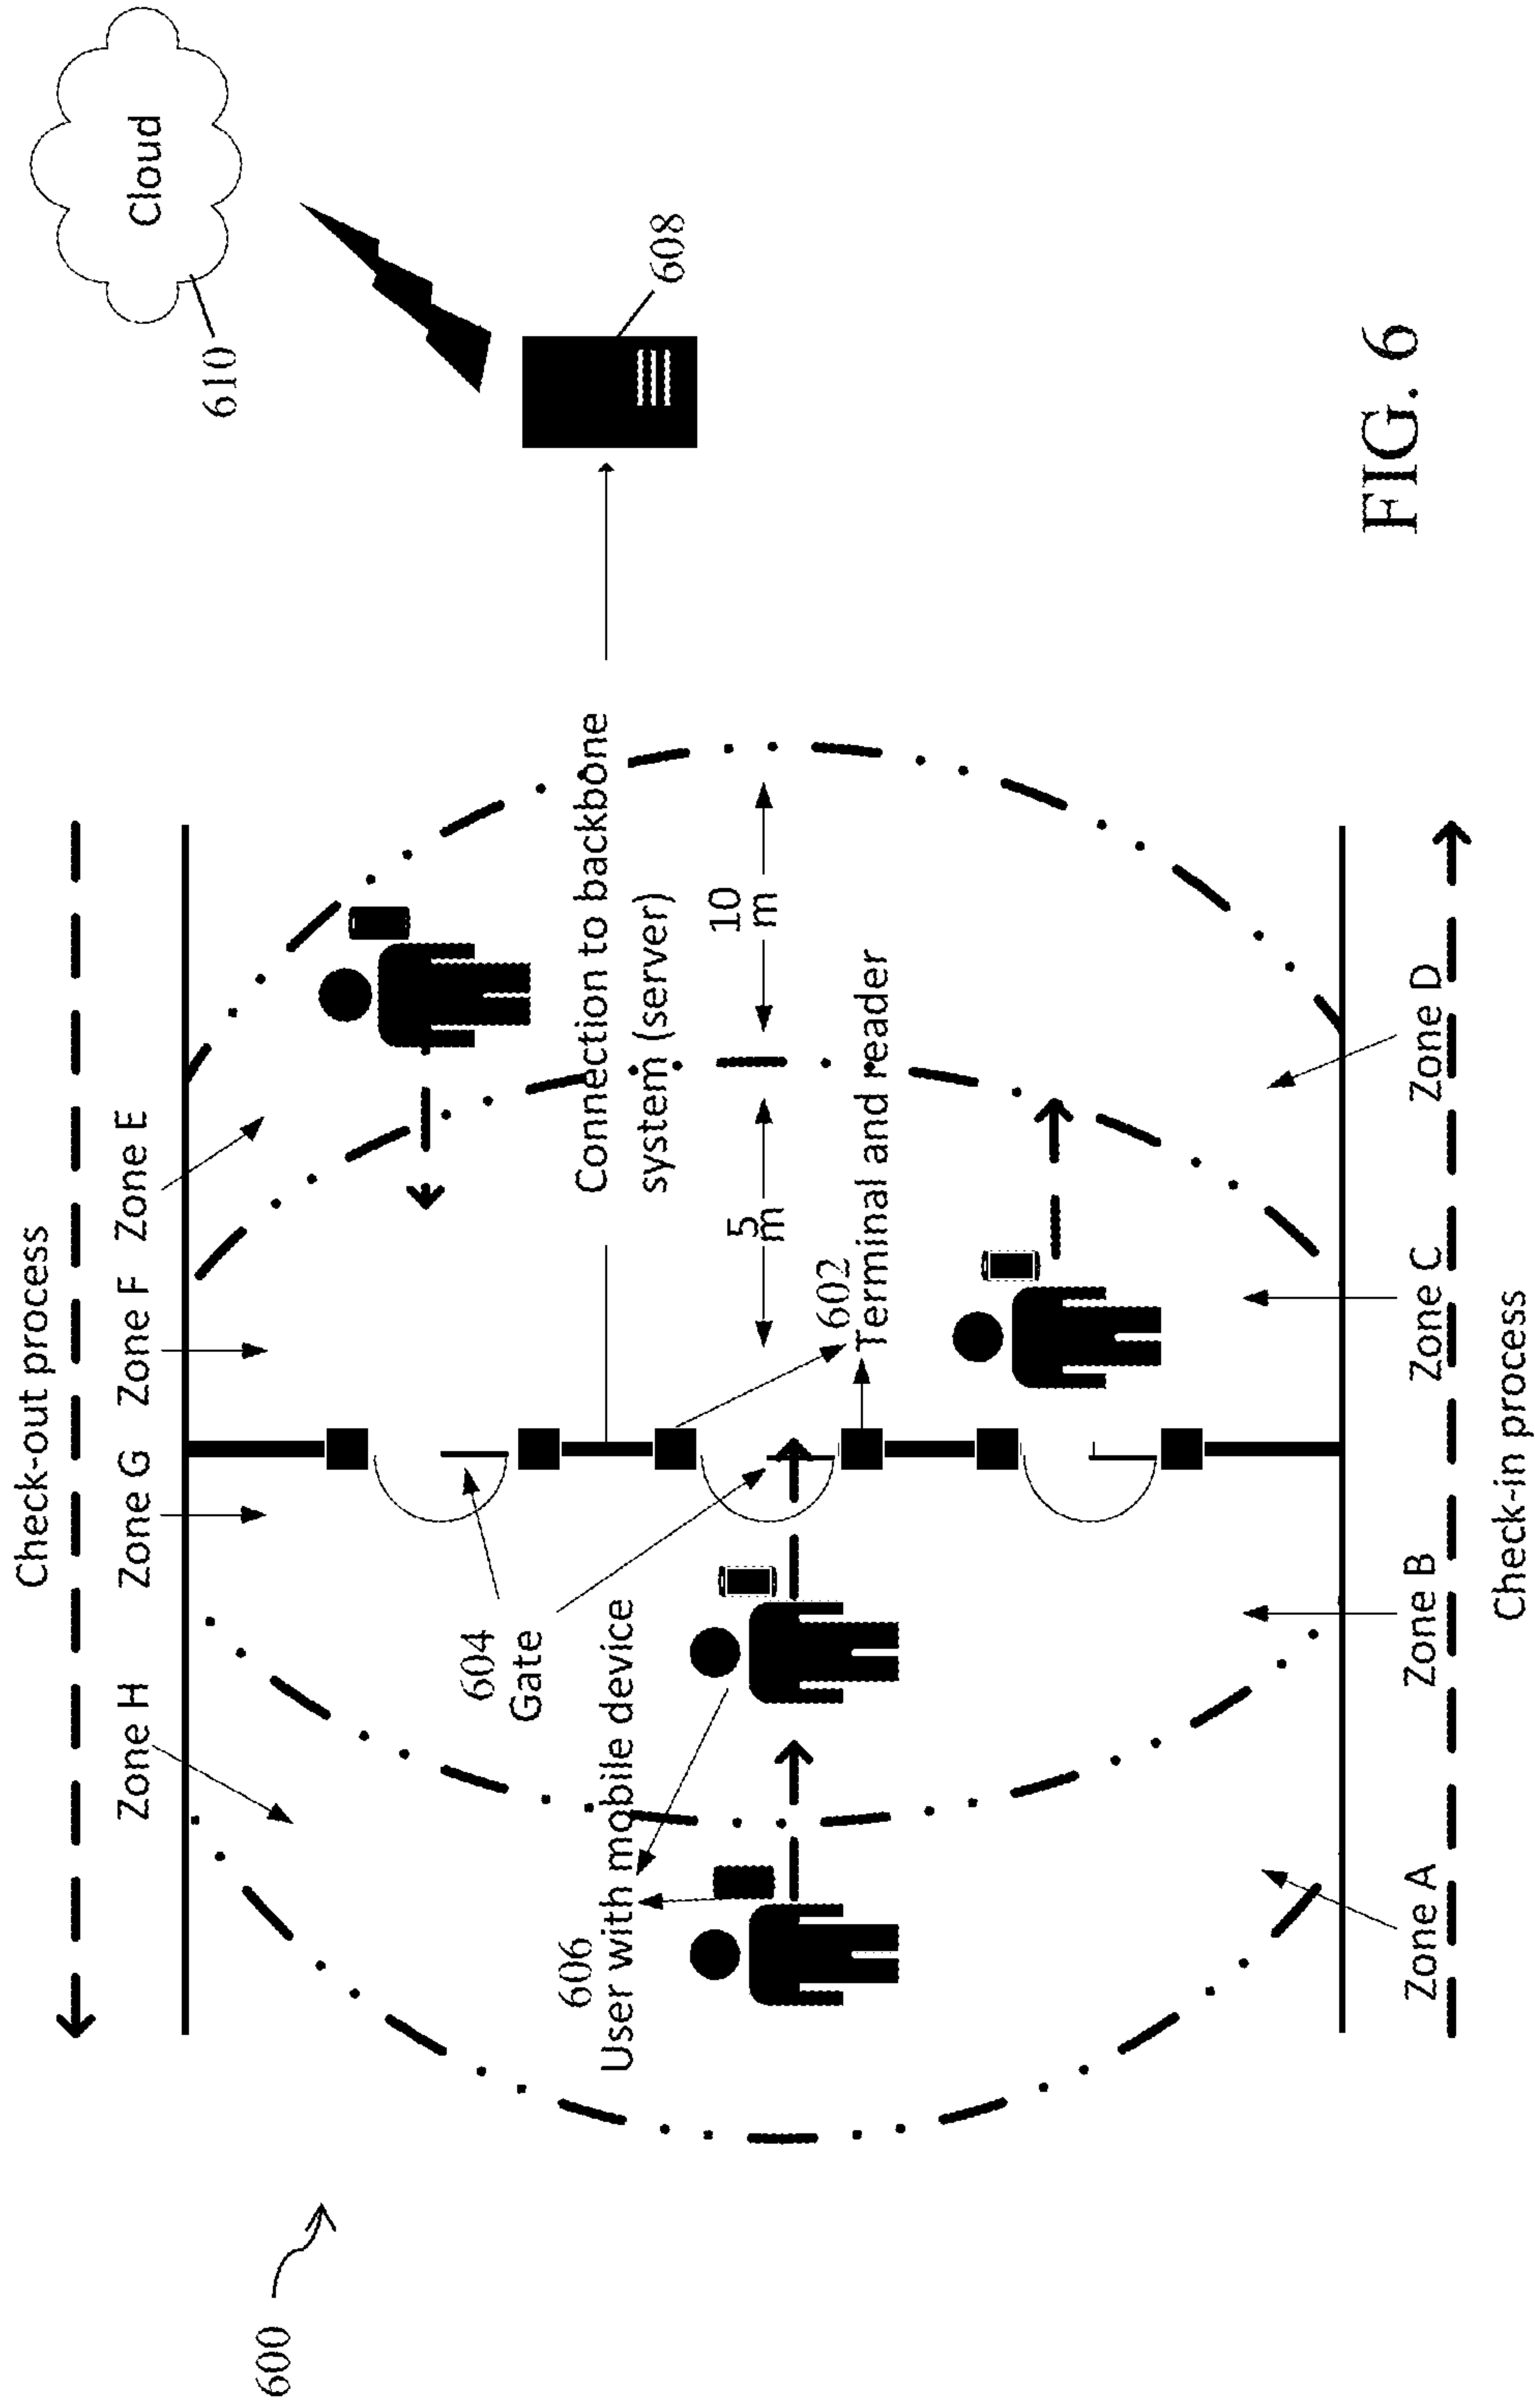 Check-out process
Zone H
Zone G
Zone F
Zone E
610
Cloud
604
Gate
606
User with mobile device
Connection to backbone
system (server)
608
5
m
10
m
602
Terminal and reader
Zone A
Zone B
Zone C
Zone D
Check-in process
600
FIG. 6